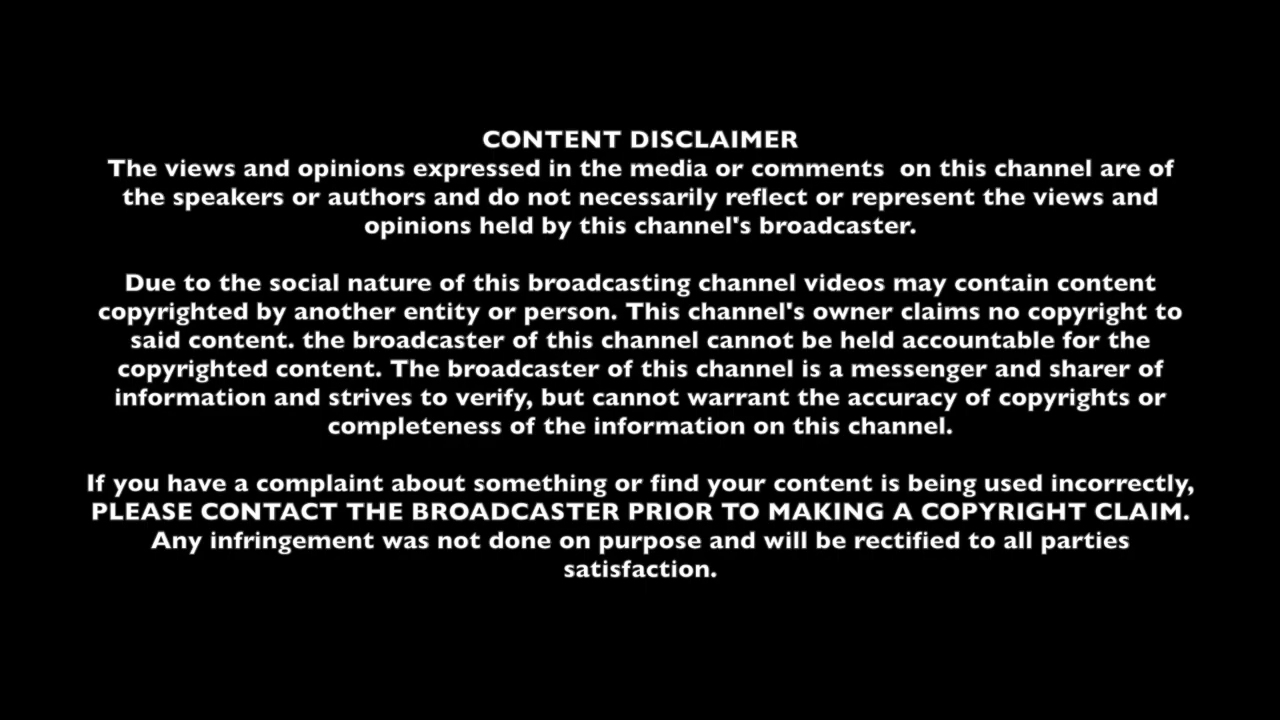 CONTENT DISCLAIMER
The views and opinions expressed in the media or comments  on this channel are of
the speakers or authors and do not necessarily reflect or represent the views and
opinions held by this channel's broadcaster.
Due to the social nature of this broadcasting channel videos may contain content
copyrighted by another entity or person. This channel's owner claims no copyright to
said content. the broadcaster of this channel cannot be held accountable for the
copyrighted content. The broadcaster of this channel is a messenger and sharer of
information and strives to verify, but cannot warrant the accuracy of copyrights or
completeness of the information on this channel.
If you have a complaint about something or find your content is being used incorrectly,
PLEASE CONTACT THE BROADCASTER PRIOR TO MAKING A COPYRIGHT CLAIM.
Any infringement was not done on purpose and will be rectified to all parties
satisfaction.